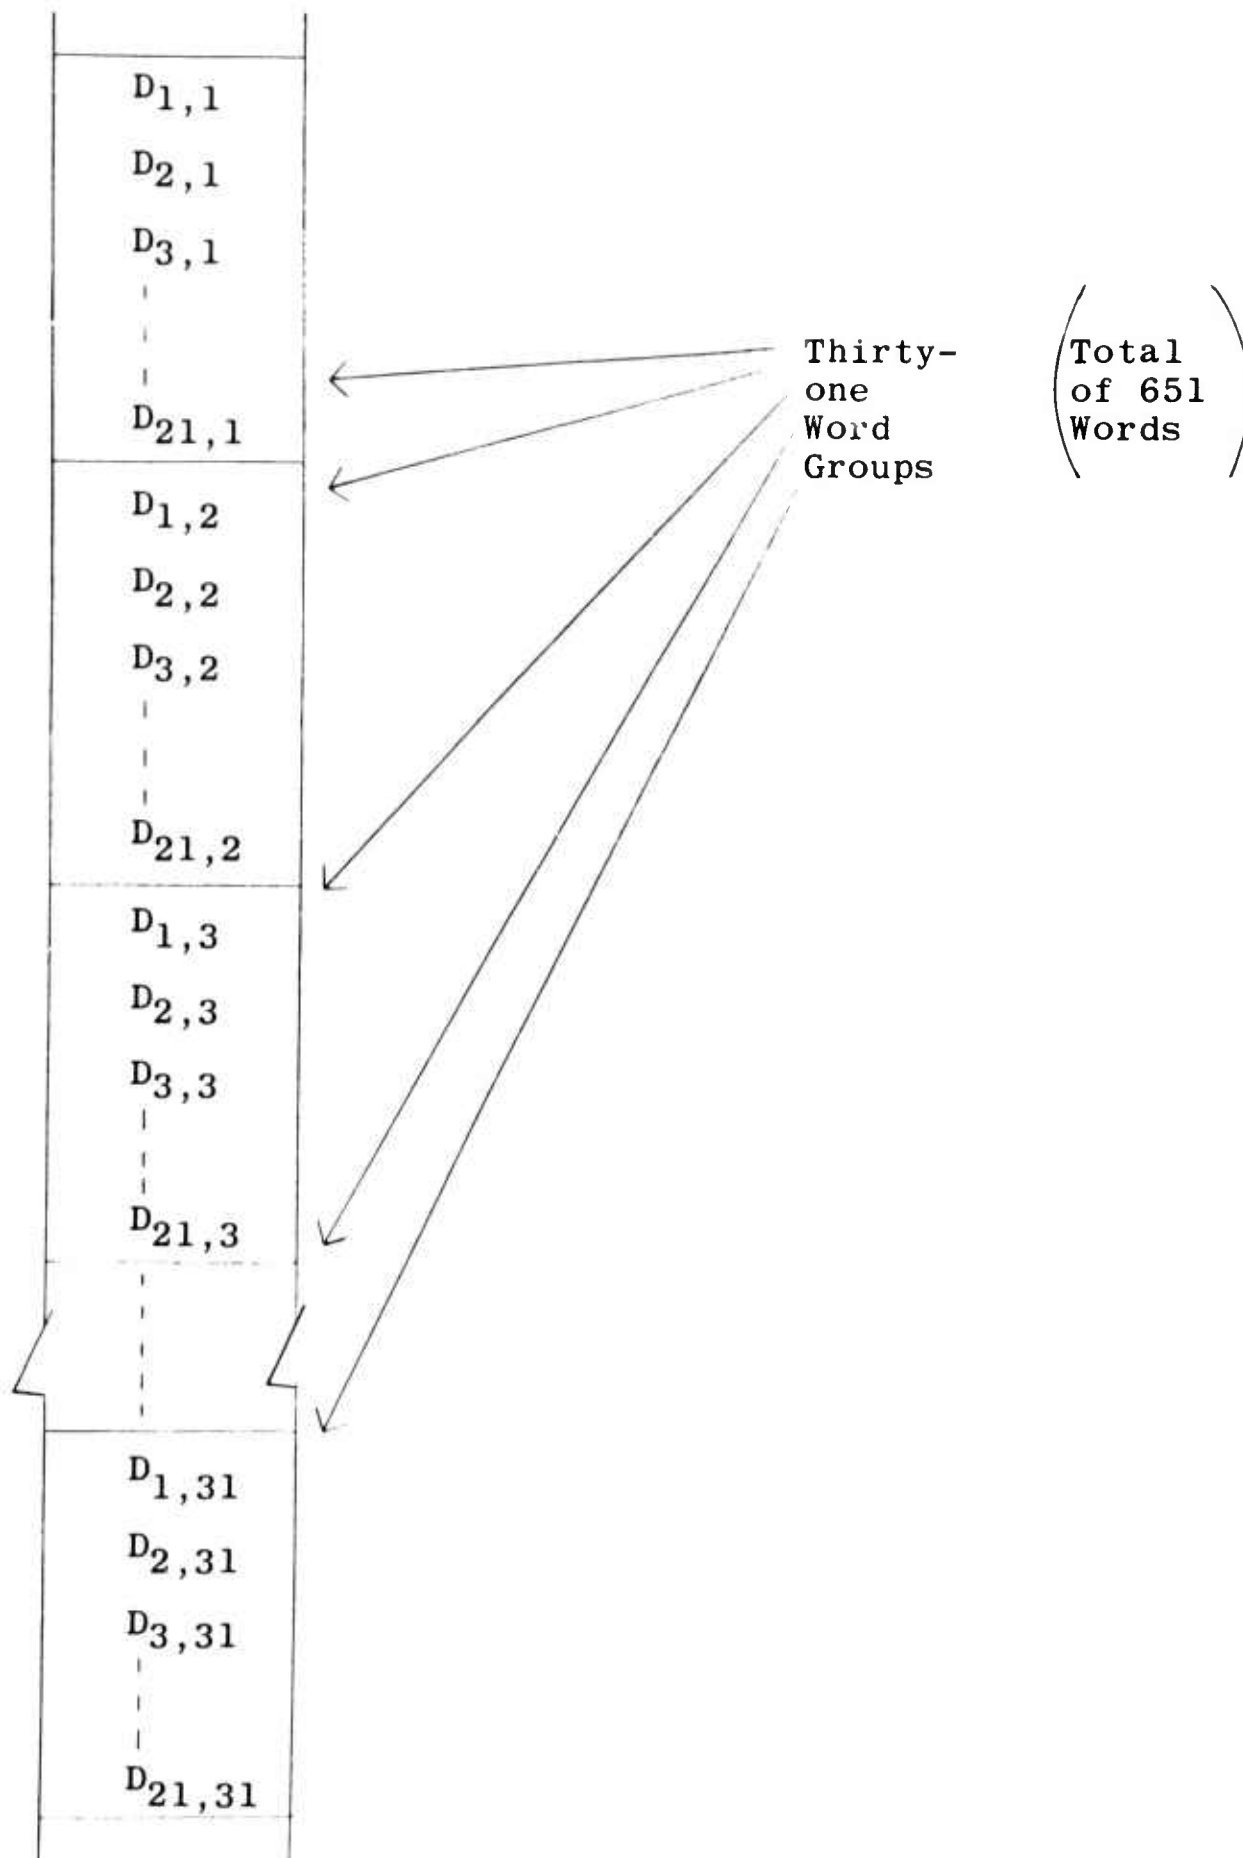 D1,1
D2,1
D3,1
D21,1
D1,2
D2,2
D3,2
D21,2
D1,3
D2,3
D3,3
D21,3
D1,31
D2,31
D3,31
D21,31
Thirty-
one
Word
Groups
Total
of 651
Words